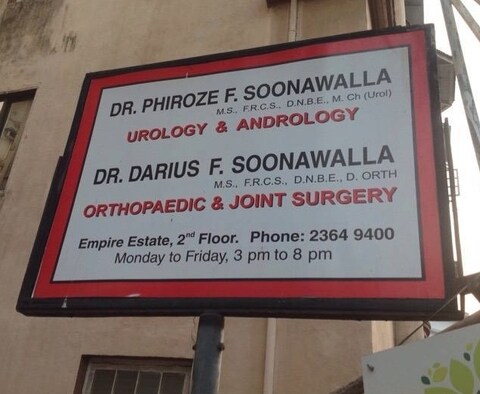 DR. PHIROZE F. SOONAWALLA
M.S., F.R.C.S., D.N.B.E., M. Ch (Urol)
UROLOGY & ANDROLOGY
DR. DARIUS F. SOONAWALLA
M.S., F.R.C.S., D.N.B.E., D. ORTH
ORTHOPAEDIC & JOINT SURGERY
Empire Estate, 2nd Floor. Phone: 2364 9400
Monday to Friday, 3 pm to 8 pm